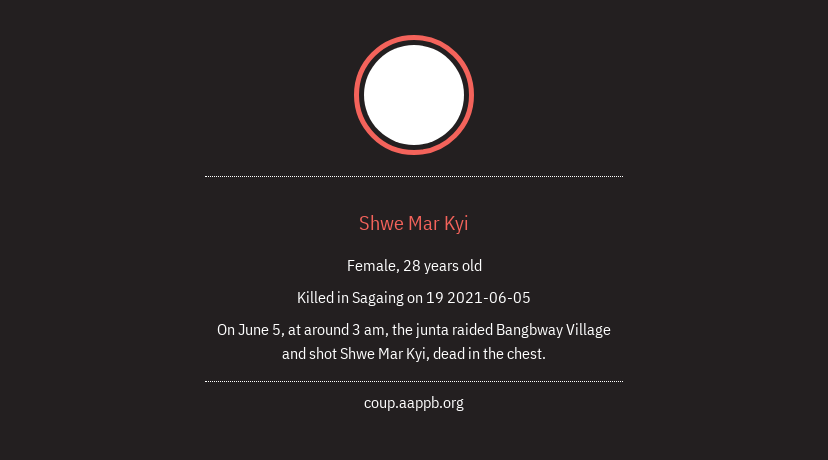 Shwe Mar Kyi
Female, 28 years old
Killed in Sagaing on 19 2021-06-05
On June 5, at around 3 am, the junta raided Bangbway Village
and shot Shwe Mar Kyi, dead in the chest.
coup.aappb.org